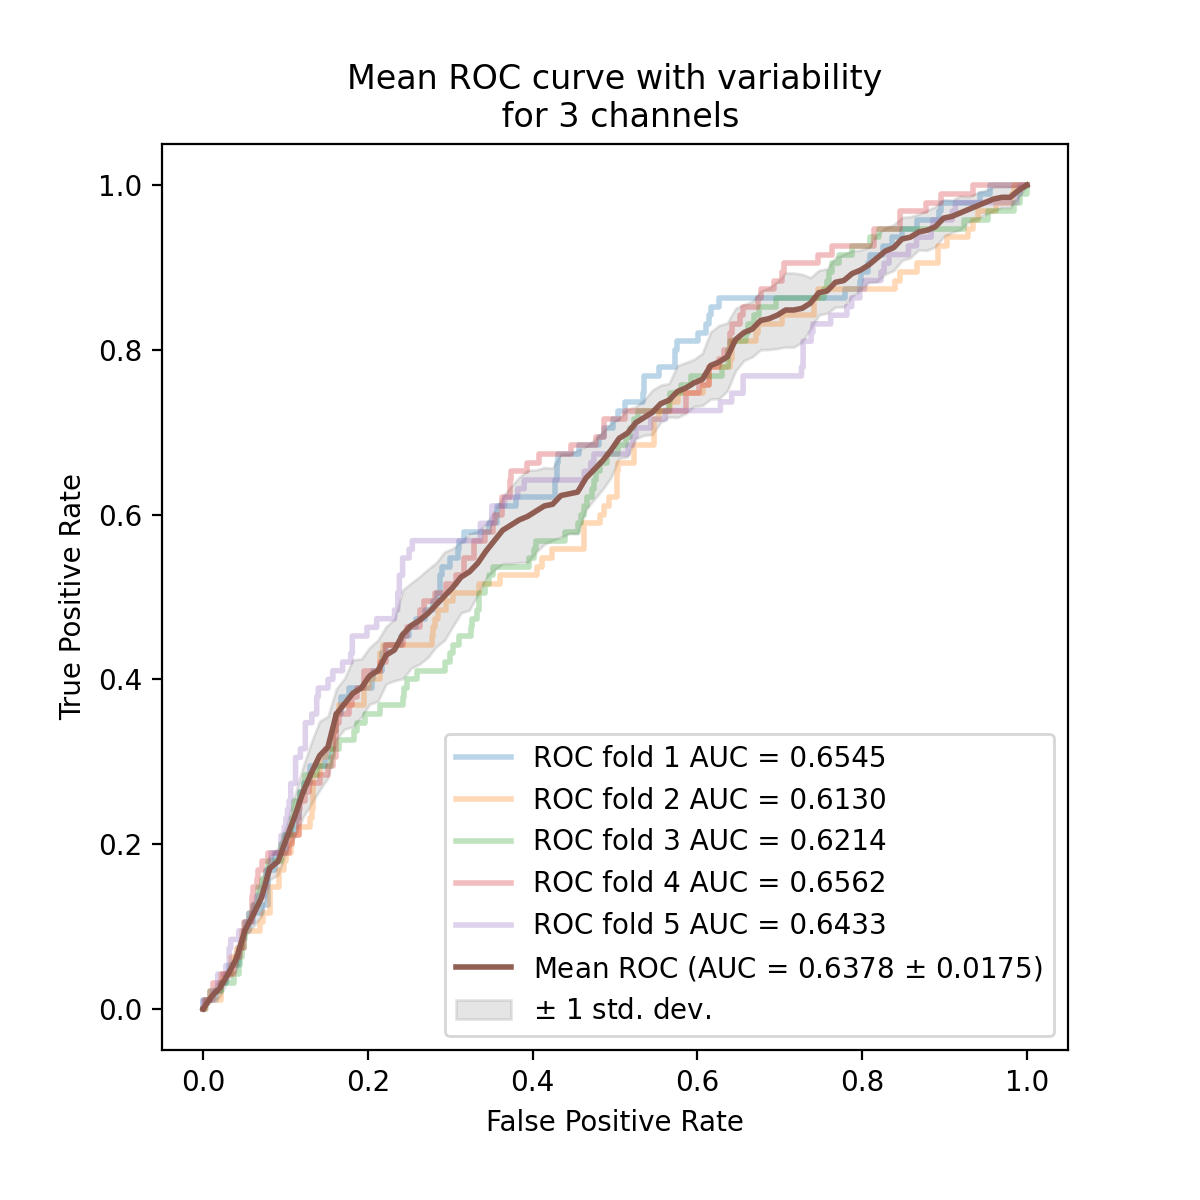 Mean ROC curve with variability
for 3 channels
True Positive Rate
1.0
0.8
0.6
0.4
0.2
0.0
ROC fold 1 AUC = 0.6545
ROC fold 2 AUC = 0.6130
ROC fold 3 AUC = 0.6214
ROC fold 4 AUC = 0.6562
ROC fold 5 AUC = 0.6433
Mean ROC (AUC = 0.6378 ± 0.0175)
± 1 std. dev.
0.0 0.2 0.4 0.6 0.8 1.0
False Positive Rate